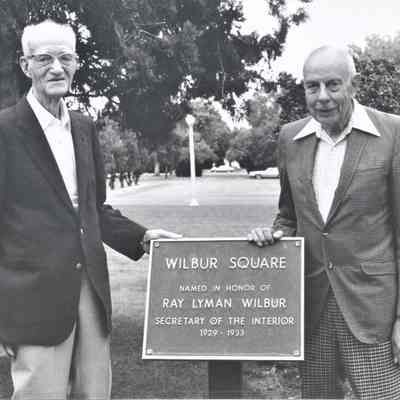 WILBUR SQUARE
NAMED IN HONOR OF
RAY LYMAN WILBUR
SECRETARY OF THE INTERIOR
1929-1933